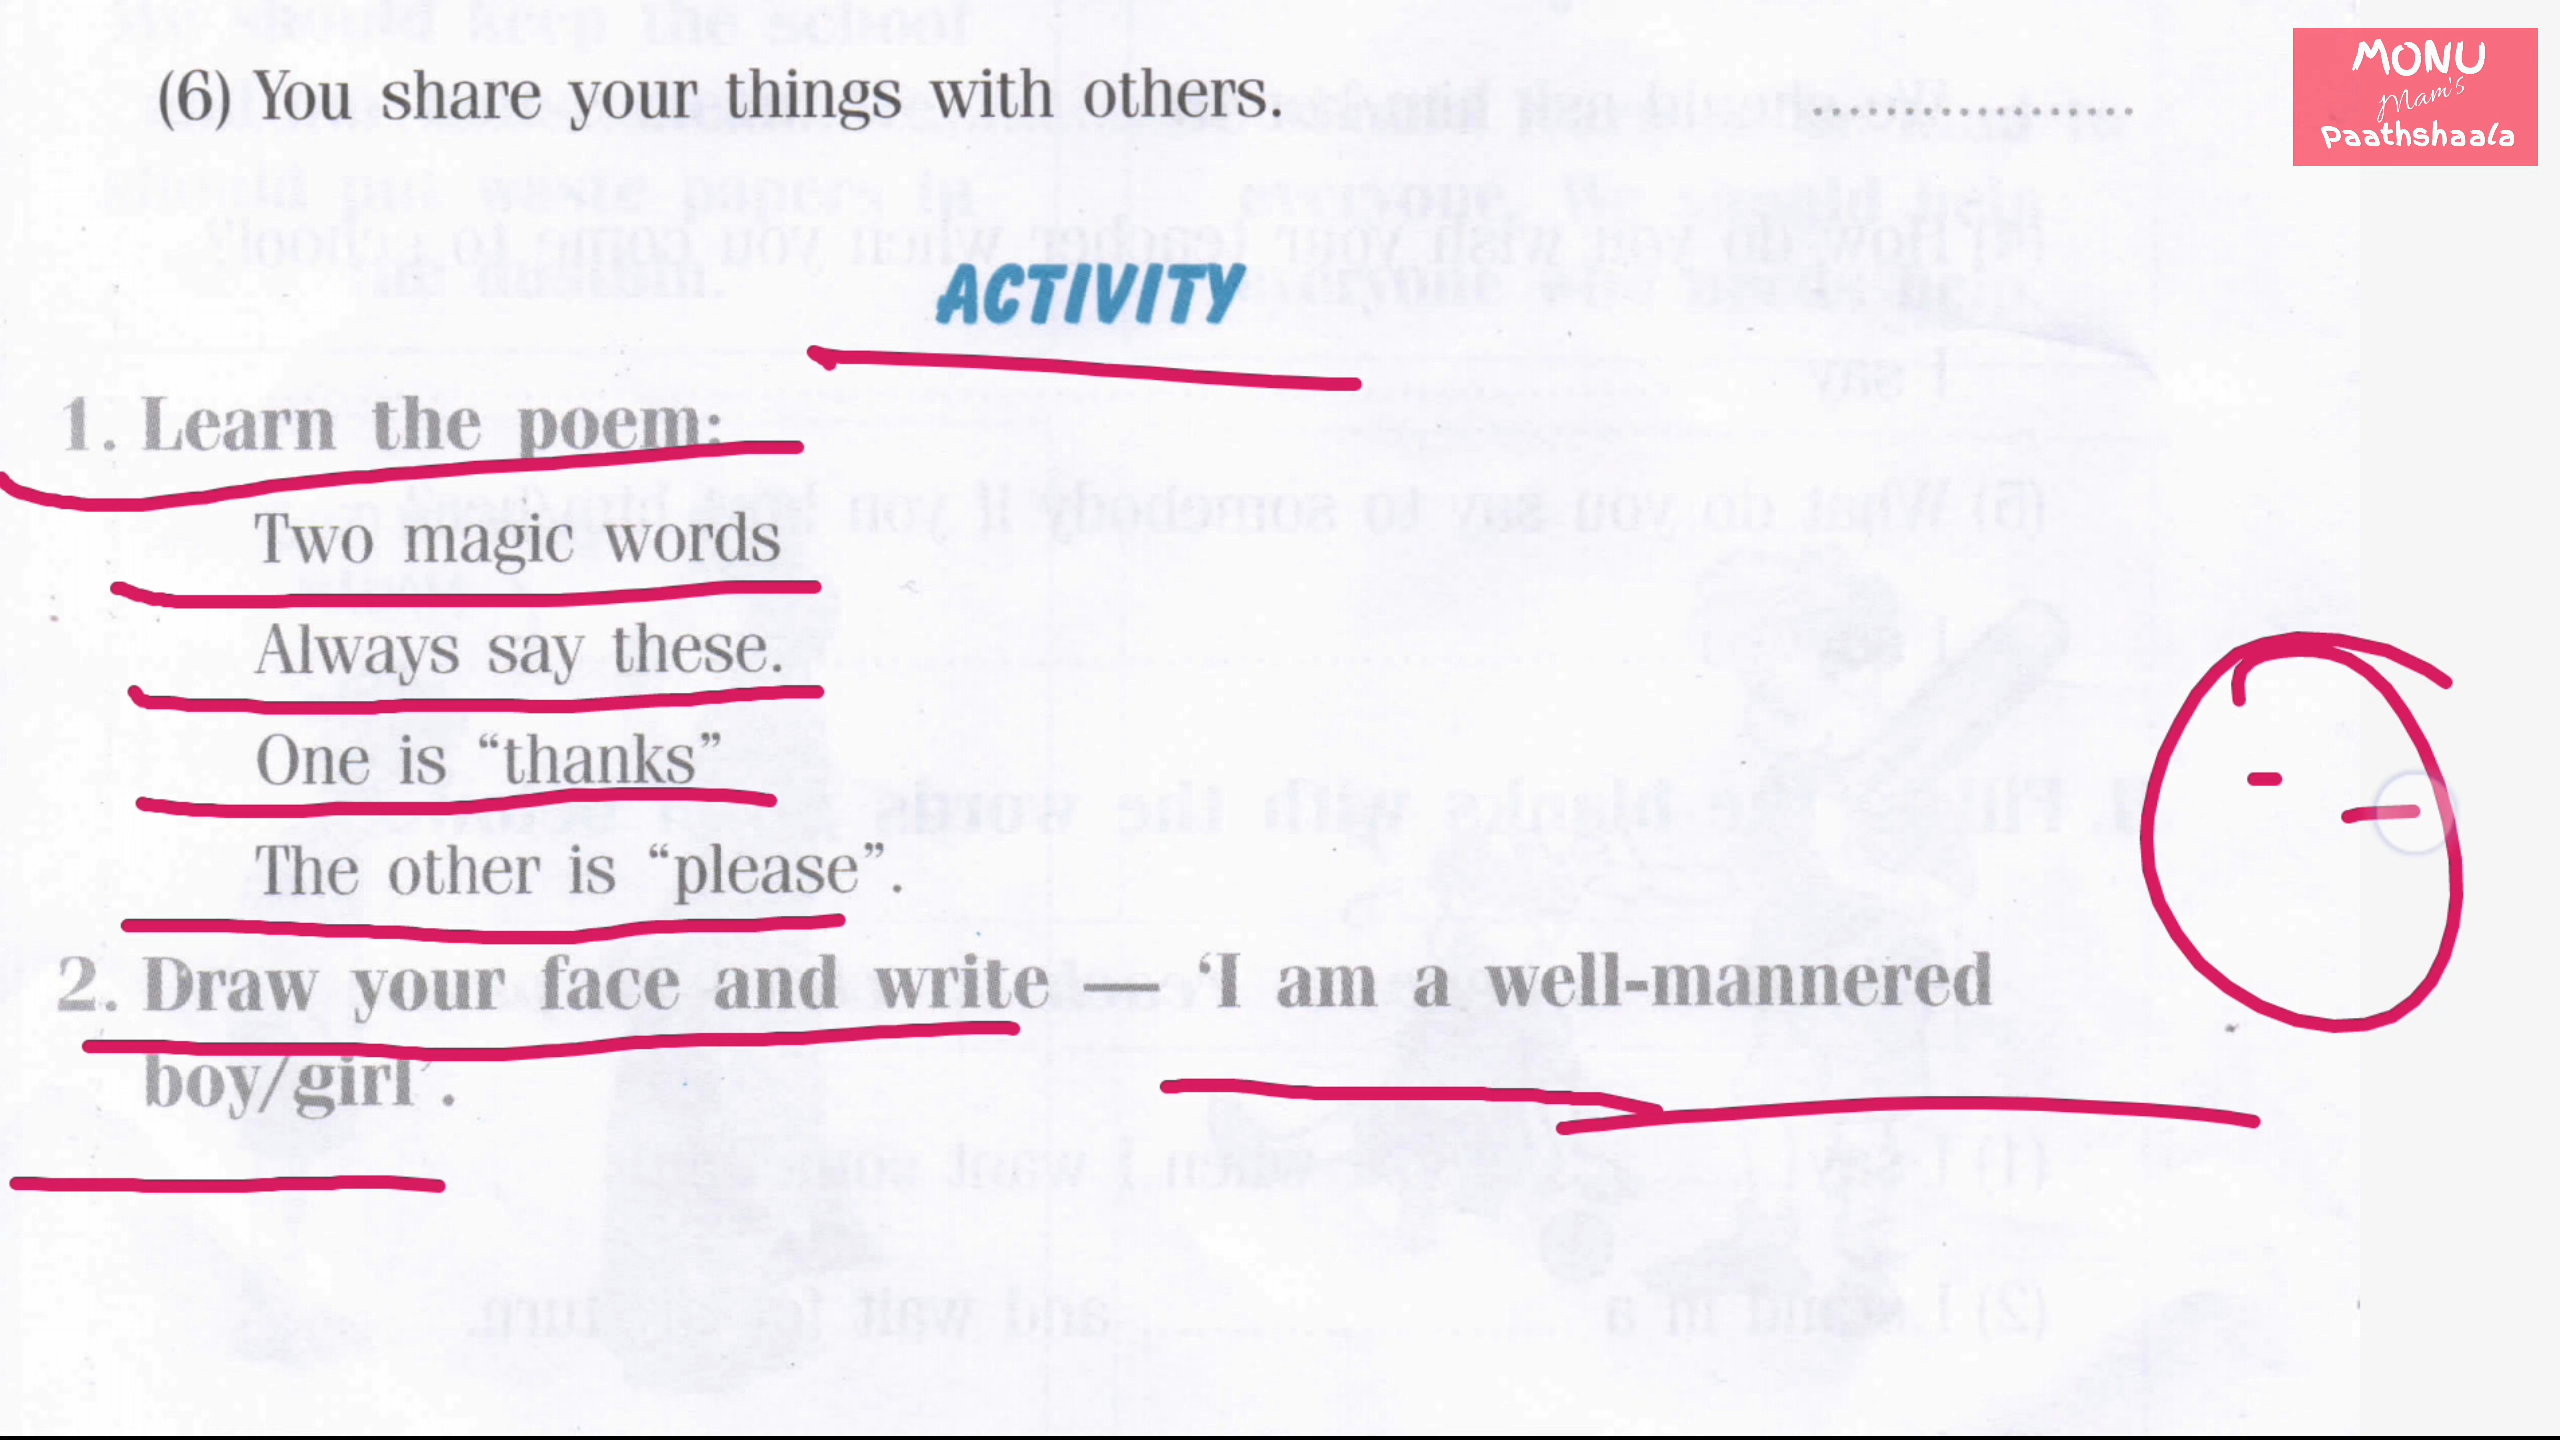 (6) You share your things with others. ....................
MONU
Mam's
Paathshaala
ACTIVITY
1. Learn the poem:
Two magic words
Always say these.
One is “thanks”
The other is “please”.
2. Draw your face and write — ‘I am a well-mannered
boy/girl’.